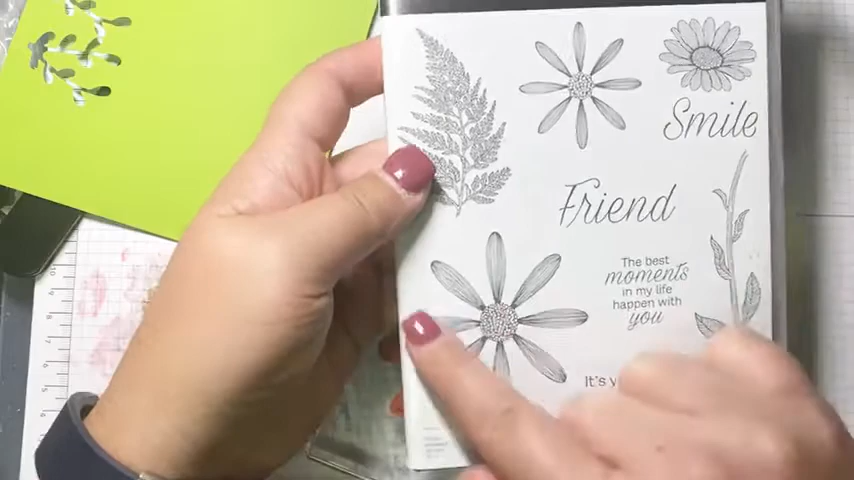 Smile
Friend
The best
moments
in my life
happen with
you
It's